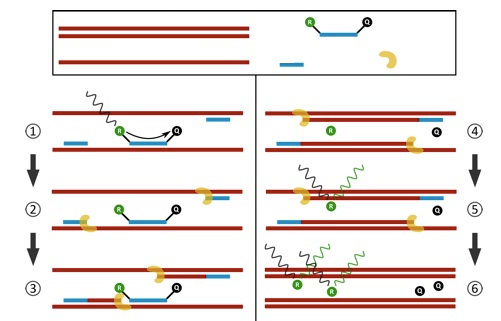 R Q
① R Q
② R Q
③ R Q
R Q ④
R Q ⑤
R R Q Q ⑥